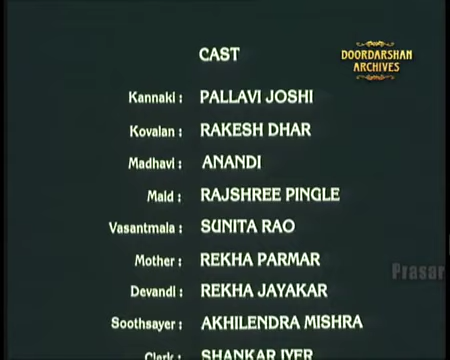 CAST
DOORDARSHAN
ARCHIVES
Kannaki : PALLAVI JOSHI
Kovalan : RAKESH DHAR
Madhavi : ANANDI
Maid : RAJSHREE PINGLE
Vasantmala : SUNITA RAO
Mother : REKHA PARMAR
Prasar
Devandi : REKHA JAYAKAR
Soothsayer : AKHILENDRA MISHRA
Clerk : SHANKAR IYER